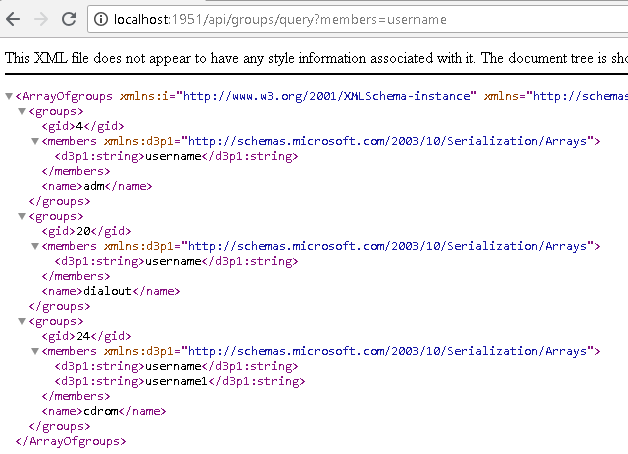 localhost:1951/api/groups/query?members=username
This XML file does not appear to have any style information associated with it. The document tree is sho
<ArrayOfgroups xmlns:i="http://www.w3.org/2001/XMLSchema-instance" xmlns="http://schemas
<groups>
<gid>4</gid>
<members xmlns:d3p1="http://schemas.microsoft.com/2003/10/Serialization/Arrays">
<d3p1:string>username</d3p1:string>
</members>
<name>adm</name>
</groups>
<groups>
<gid>20</gid>
<members xmlns:d3p1="http://schemas.microsoft.com/2003/10/Serialization/Arrays">
<d3p1:string>username</d3p1:string>
</members>
<name>dialout</name>
</groups>
<groups>
<gid>24</gid>
<members xmlns:d3p1="http://schemas.microsoft.com/2003/10/Serialization/Arrays">
<d3p1:string>username</d3p1:string>
<d3p1:string>username1</d3p1:string>
</members>
<name>cdrom</name>
</groups>
</ArrayOfgroups>